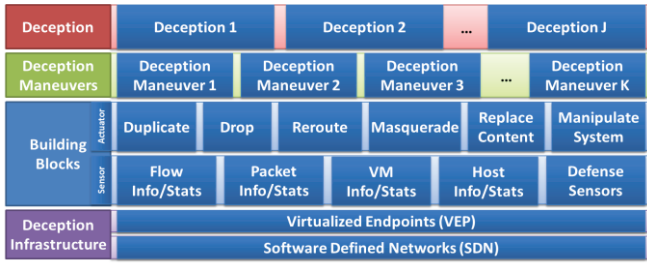 Deception
Deception 1
Deception 2
...
Deception J
Deception
Maneuvers
Deception
Maneuver 1
Deception
Maneuver 2
Deception
Maneuver 3
...
Deception
Maneuver K
Building
Blocks
Actuator
Duplicate
Drop
Reroute
Masquerade
Replace
Content
Manipulate
System
Sensor
Flow
Info/Stats
Packet
Info/Stats
VM
Info/Stats
Host
Info/Stats
Defense
Sensors
Deception
Infrastructure
Virtualized Endpoints (VEP)
Software Defined Networks (SDN)